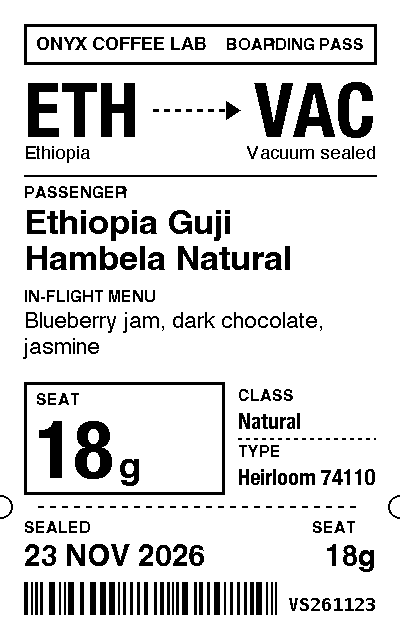 ONYX COFFEE LAB BOARDING PASS
ETH VAC
Ethiopia Vacuum sealed
PASSENGER
Ethiopia Guji
Hambela Natural
IN-FLIGHT MENU
Blueberry jam, dark chocolate,
jasmine
SEAT
18g
CLASS
Natural
TYPE
Heirloom 74110
SEALED SEAT
23 NOV 2026 18g
VS261123